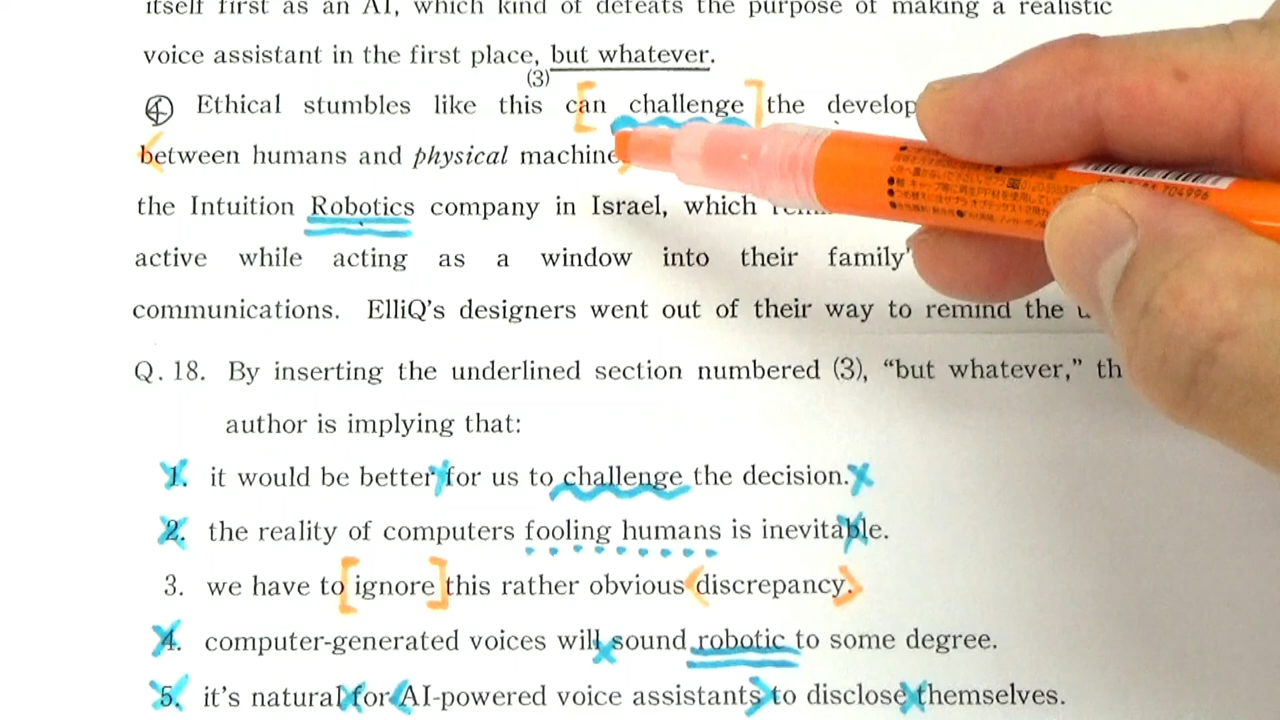 itself first as an AI, which kind of defeats the purpose of making a realistic
voice assistant in the first place, but whatever.
(3)
④ Ethical stumbles like this can challenge the develop
between humans and physical machine
the Intuition Robotics company in Israel, which
active while acting as a window into their family'
communications. ElliQ's designers went out of their way to remind the
Q. 18. By inserting the underlined section numbered (3), “but whatever,” th
author is implying that:
1. it would be better for us to challenge the decision.
2. the reality of computers fooling humans is inevitable.
3. we have to ignore this rather obvious discrepancy.
4. computer-generated voices will sound robotic to some degree.
5. it's natural for AI-powered voice assistants to disclose themselves.